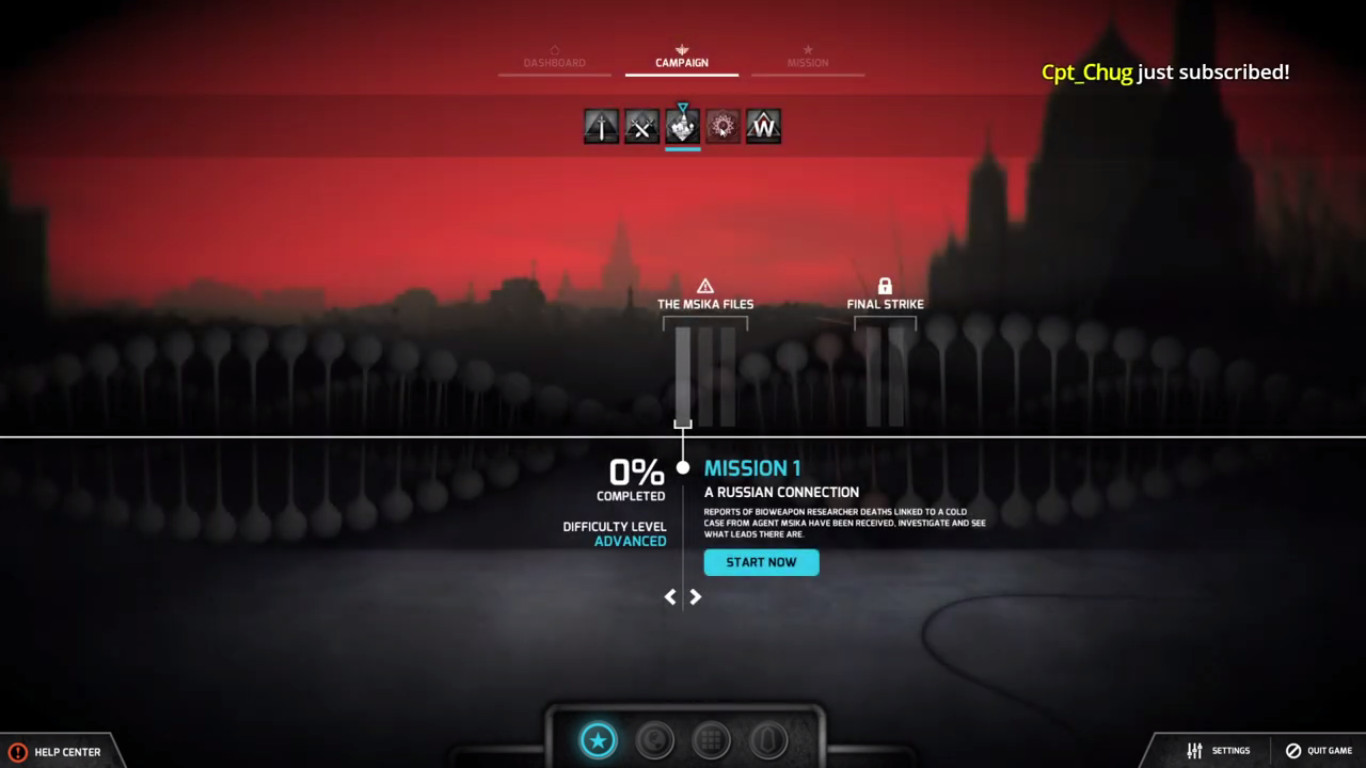 DASHBOARD
CAMPAIGN
MISSION
Cpt_Chug just subscribed!
W
THE MSIKA FILES
FINAL STRIKE
0%
COMPLETED
DIFFICULTY LEVEL
ADVANCED
MISSION 1
A RUSSIAN CONNECTION
REPORTS OF BIOWEAPON RESEARCHER DEATHS LINKED TO A COLD
CASE FROM AGENT MSIKA HAVE BEEN RECEIVED, INVESTIGATE AND SEE
WHAT LEADS THERE ARE.
START NOW
HELP CENTER
SETTINGS
QUIT GAME